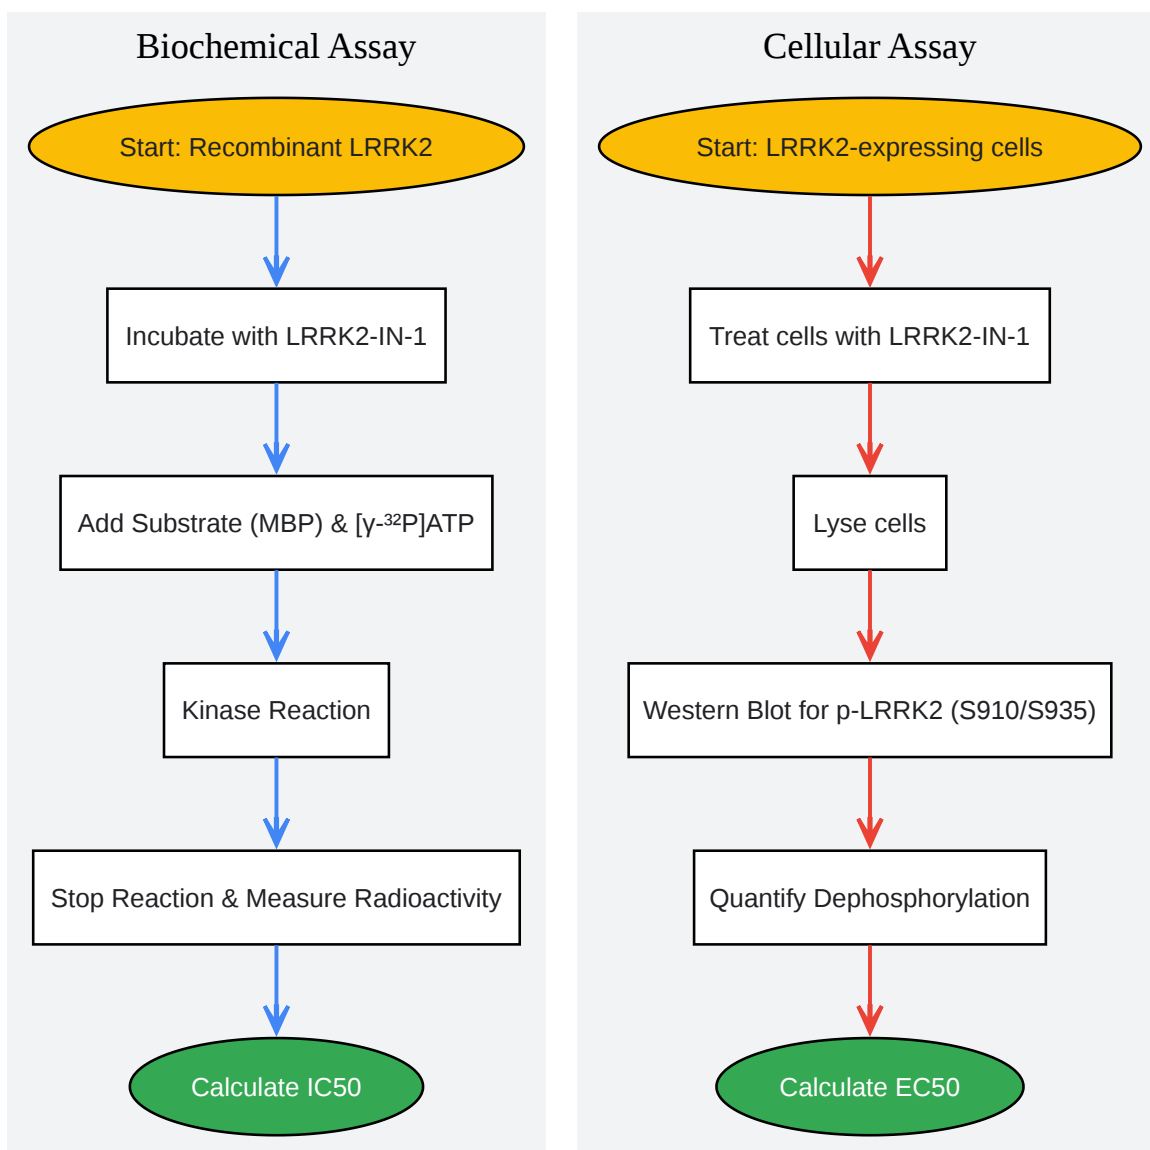 Biochemical Assay
Start: Recombinant LRRK2
Incubate with LRRK2-IN-1
Add Substrate (MBP) & [γ-³²P]ATP
Kinase Reaction
Stop Reaction & Measure Radioactivity
Calculate IC50
Cellular Assay
Start: LRRK2-expressing cells
Treat cells with LRRK2-IN-1
Lyse cells
Western Blot for p-LRRK2 (S910/S935)
Quantify Dephosphorylation
Calculate EC50